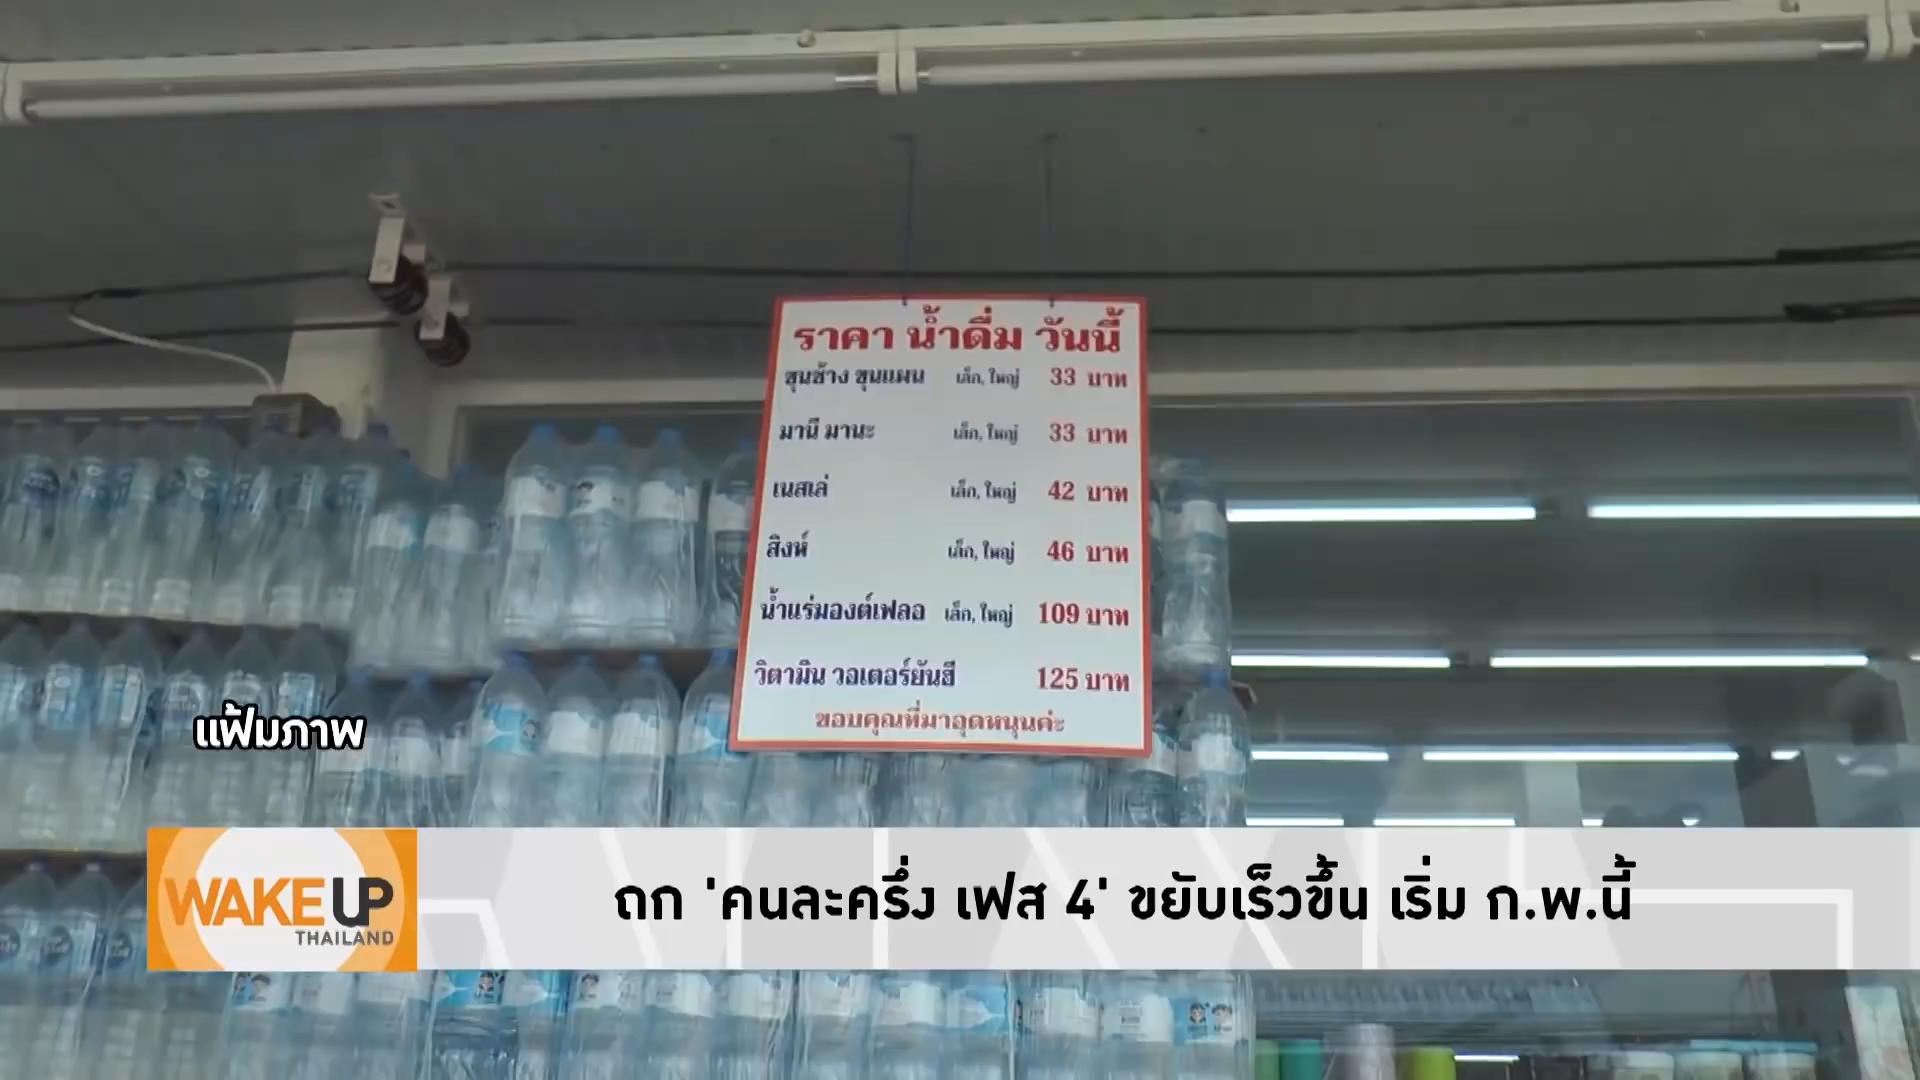 ราคา น้ำดื่ม วันนี้
ขุนช้าง ขุนแผน เล็ก, ใหญ่ 33 บาท
มานี มานะ เล็ก, ใหญ่ 33 บาท
เนสเล่ เล็ก, ใหญ่ 42 บาท
สิงห์ เล็ก, ใหญ่ 46 บาท
น้ำแร่มองต์เฟลอ เล็ก, ใหญ่ 109 บาท
วิตามิน วอเตอร์ยันฮี 125 บาท
ขอบคุณที่มาอุดหนุนค่ะ
แฟ้มภาพ
WAKE UP
THAILAND
ถก 'คนละครึ่ง เฟส 4' ขยับเร็วขึ้น เริ่ม ก.พ.นี้